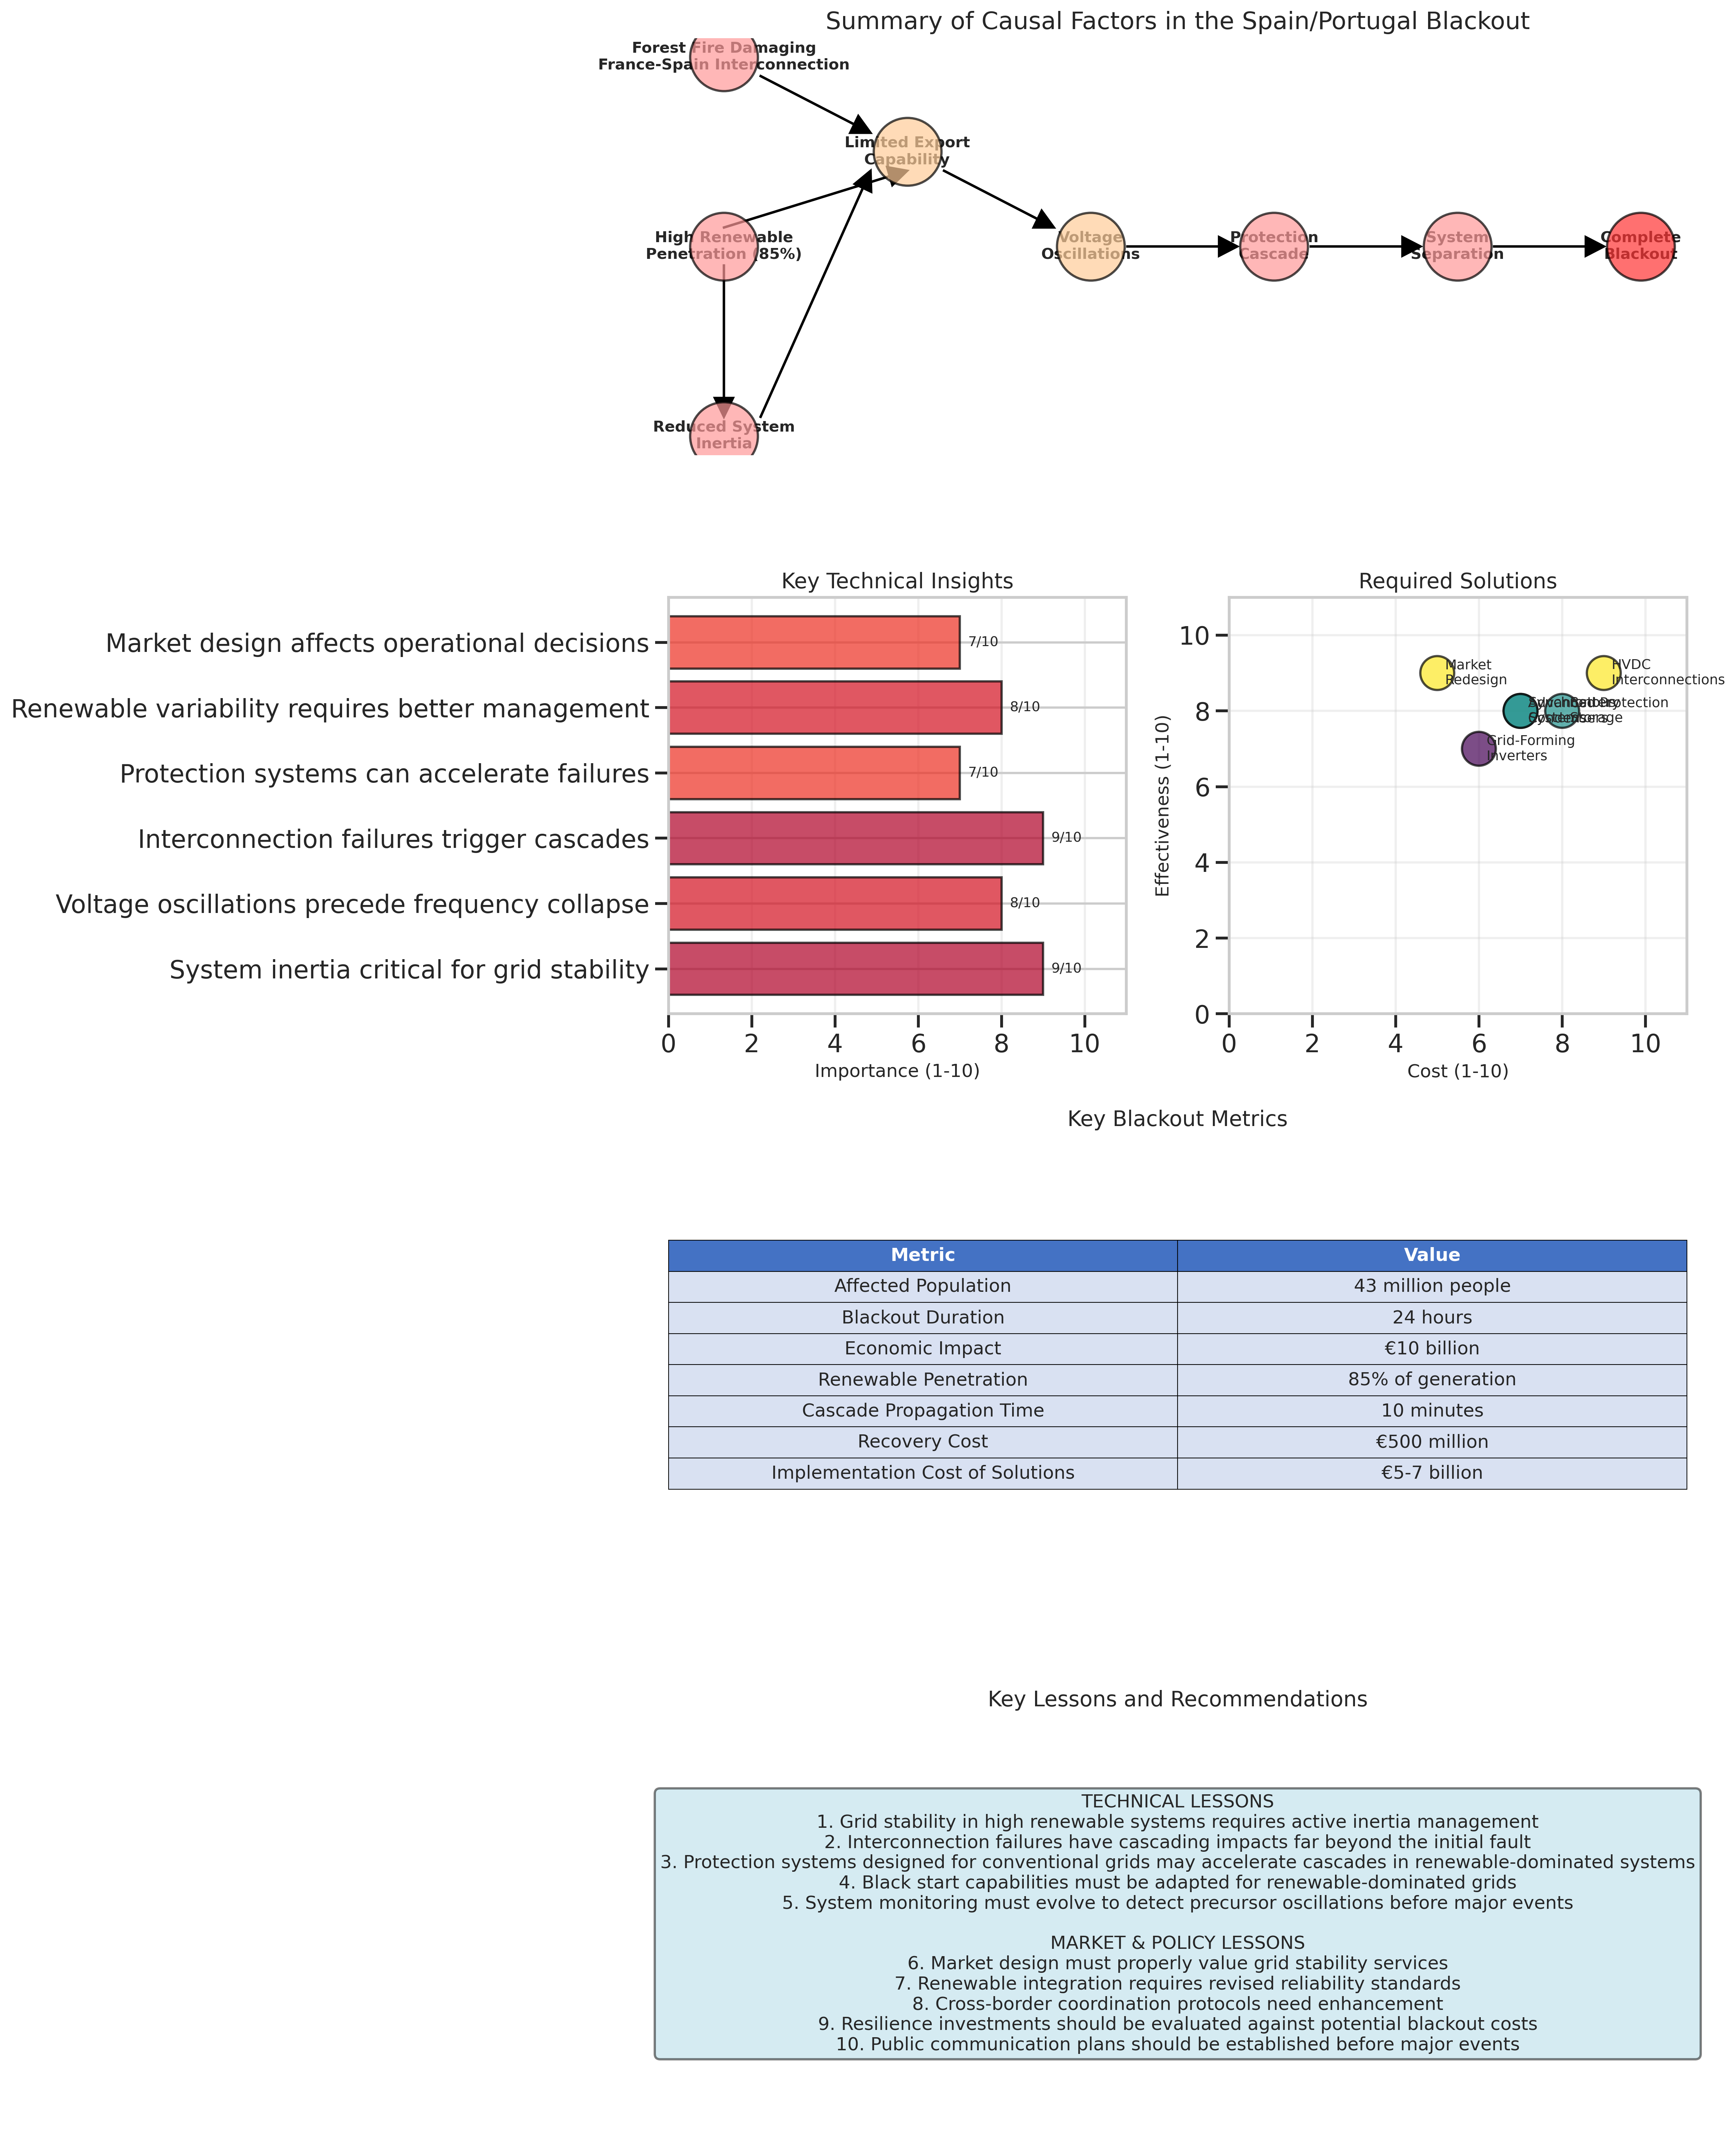 Summary of Causal Factors in the Spain/Portugal Blackout
Forest Fire Damaging
France-Spain Interconnection
Limited Export
Capability
High Renewable
Penetration (85%)
Voltage
Oscillations
Protection
Cascade
System
Separation
Complete
Blackout
Reduced System
Inertia
Key Technical Insights
Market design affects operational decisions
7/10
Renewable variability requires better management
8/10
Protection systems can accelerate failures
7/10
Interconnection failures trigger cascades
9/10
Voltage oscillations precede frequency collapse
8/10
System inertia critical for grid stability
9/10
0 2 4 6 8 10
Importance (1-10)
Required Solutions
Effectiveness (1-10)
10
8
6
4
2
0
Market
Redesign
HVDC
Interconnections
Protection
Storage
Grid-Forming
Inverters
0 2 4 6 8 10
Cost (1-10)
Key Blackout Metrics
Metric Value
Affected Population 43 million people
Blackout Duration 24 hours
Economic Impact €10 billion
Renewable Penetration 85% of generation
Cascade Propagation Time 10 minutes
Recovery Cost €500 million
Implementation Cost of Solutions €5-7 billion
Key Lessons and Recommendations
TECHNICAL LESSONS
1. Grid stability in high renewable systems requires active inertia management
2. Interconnection failures have cascading impacts far beyond the initial fault
3. Protection systems designed for conventional grids may accelerate cascades in renewable-dominated systems
4. Black start capabilities must be adapted for renewable-dominated grids
5. System monitoring must evolve to detect precursor oscillations before major events
MARKET & POLICY LESSONS
6. Market design must properly value grid stability services
7. Renewable integration requires revised reliability standards
8. Cross-border coordination protocols need enhancement
9. Resilience investments should be evaluated against potential blackout costs
10. Public communication plans should be established before major events